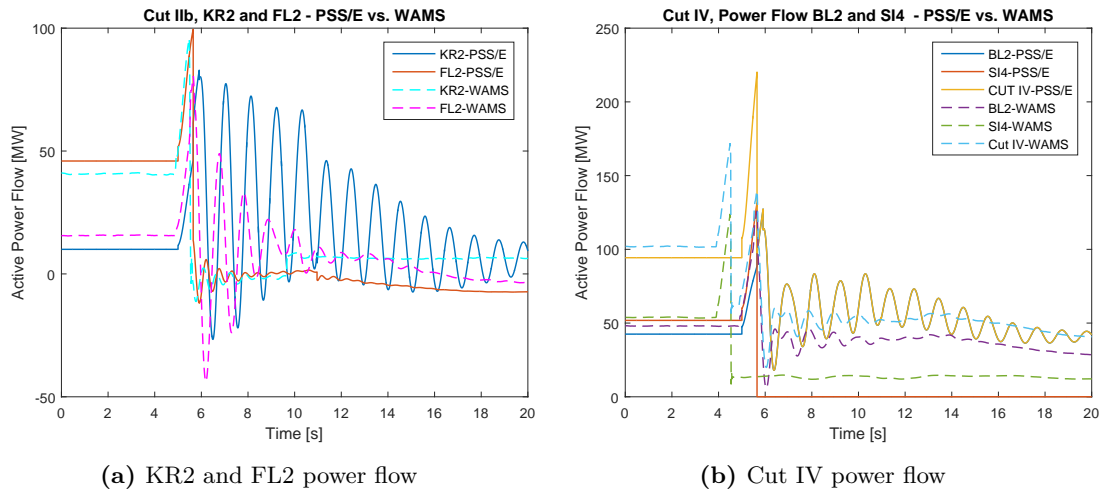 Cut IIb, KR2 and FL2 - PSS/E vs. WAMS
100
50
0
-50
Active Power Flow [MW]
KR2-PSS/E
FL2-PSS/E
KR2-WAMS
FL2-WAMS
0 2 4 6 8 10 12 14 16 18 20
Time [s]
(a) KR2 and FL2 power flow
Cut IV, Power Flow BL2 and SI4 - PSS/E vs. WAMS
250
200
150
100
50
0
Active Power Flow [MW]
BL2-PSS/E
SI4-PSS/E
CUT IV-PSS/E
BL2-WAMS
SI4-WAMS
Cut IV-WAMS
0 2 4 6 8 10 12 14 16 18 20
Time [s]
(b) Cut IV power flow